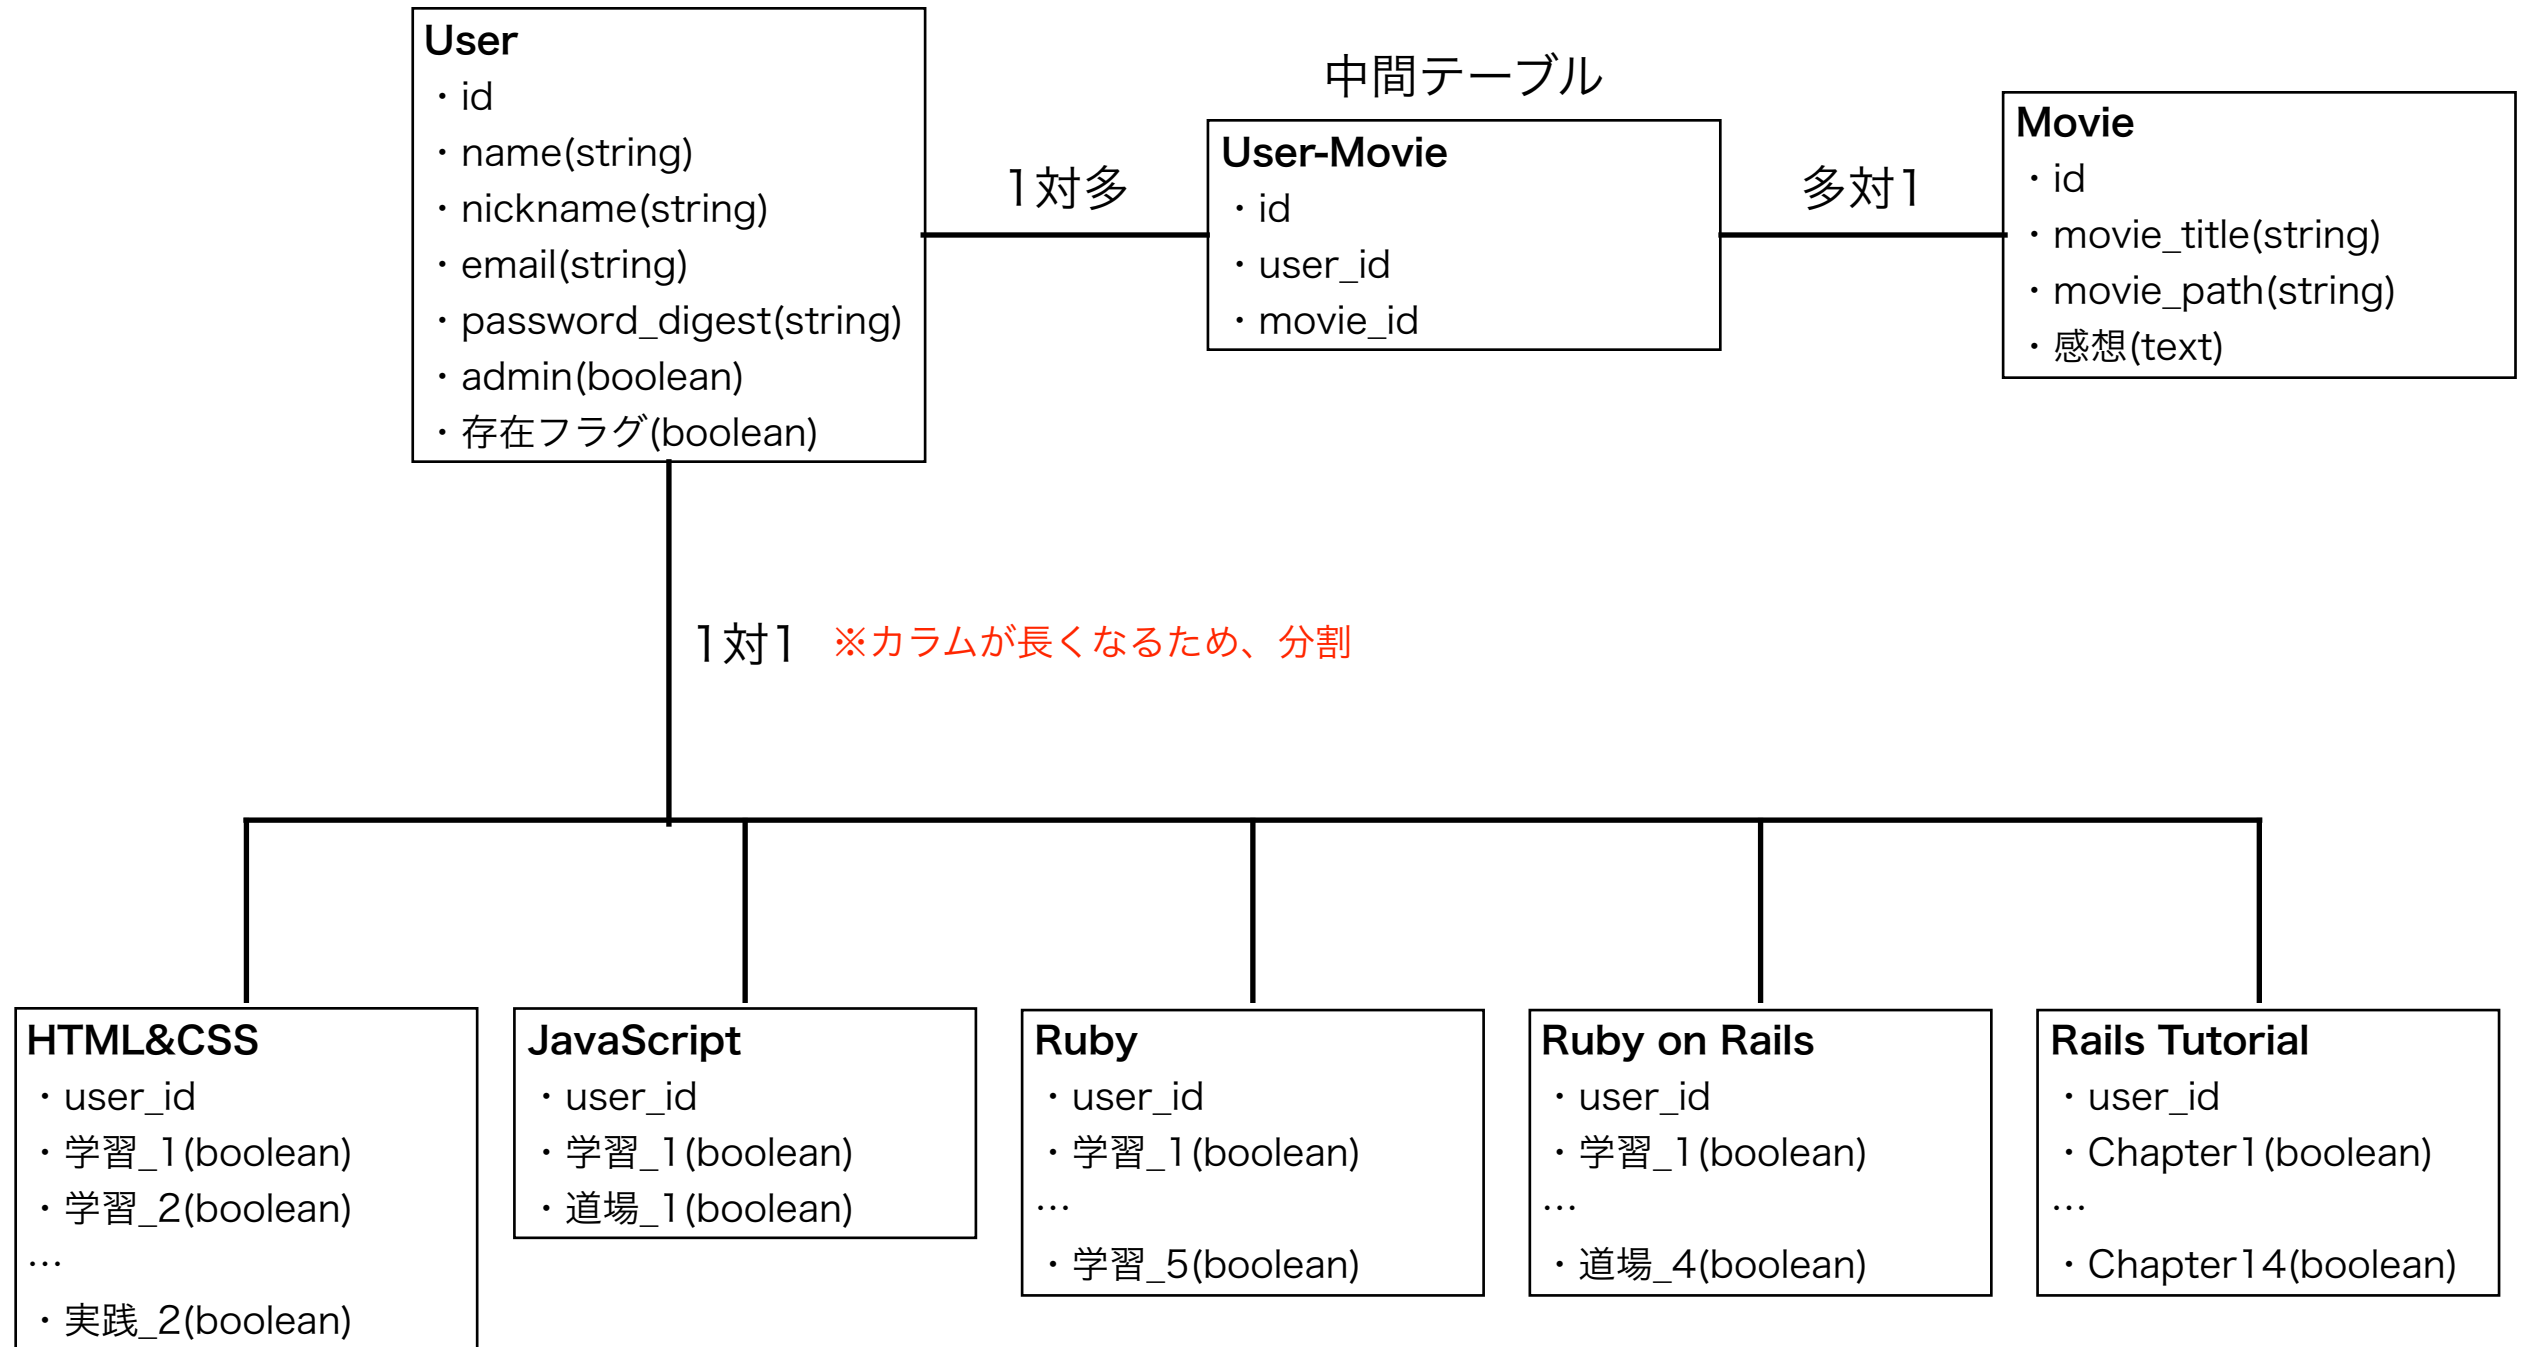 User
・id
・name(string)
・nickname(string)
・email(string)
・password_digest(string)
・admin(boolean)
・存在フラグ(boolean)
1対多
中間テーブル
User-Movie
・id
・user_id
・movie_id
多対1
Movie
・id
・movie_title(string)
・movie_path(string)
・感想(text)
1対1 ※カラムが長くなるため、分割
HTML&CSS
・user_id
・学習_1(boolean)
・学習_2(boolean)
…
・実践_2(boolean)
JavaScript
・user_id
・学習_1(boolean)
・道場_1(boolean)
Ruby
・user_id
・学習_1(boolean)
…
・学習_5(boolean)
Ruby on Rails
・user_id
・学習_1(boolean)
…
・道場_4(boolean)
Rails Tutorial
・user_id
・Chapter1(boolean)
…
・Chapter14(boolean)